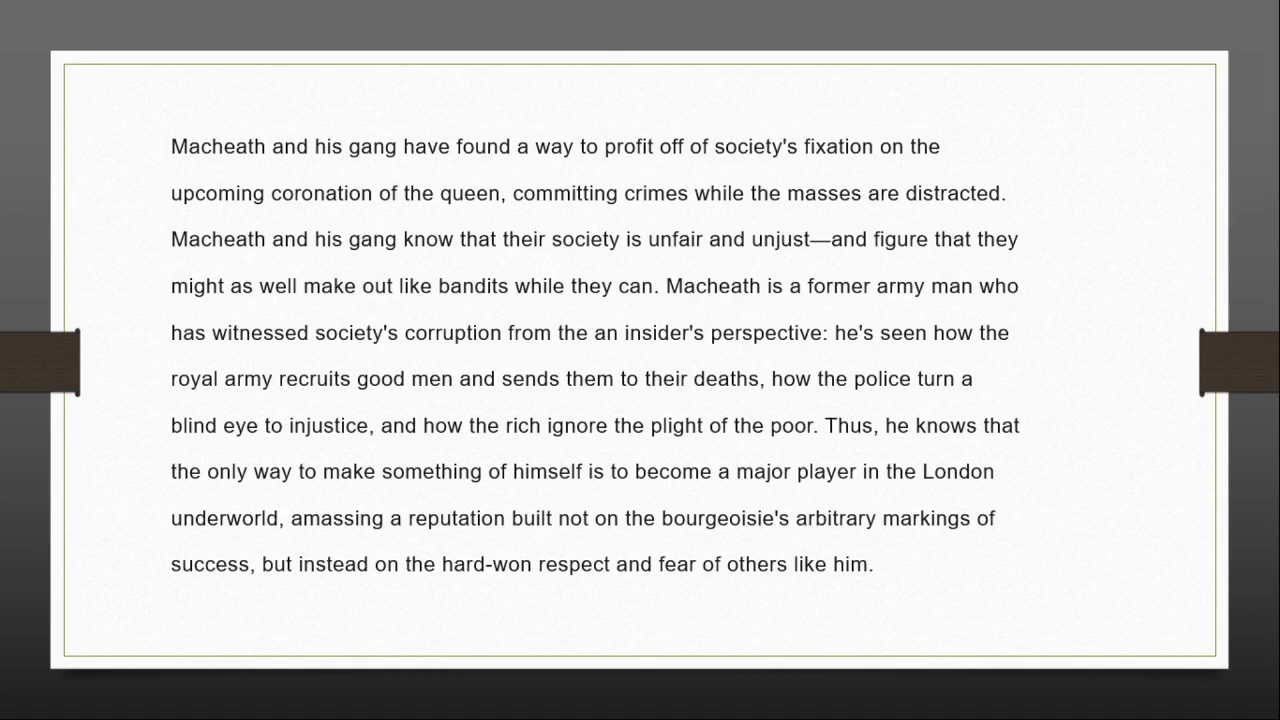 Macheath and his gang have found a way to profit off of society's fixation on the
upcoming coronation of the queen, committing crimes while the masses are distracted.
Macheath and his gang know that their society is unfair and unjust—and figure that they
might as well make out like bandits while they can. Macheath is a former army man who
has witnessed society's corruption from the an insider's perspective: he's seen how the
royal army recruits good men and sends them to their deaths, how the police turn a
blind eye to injustice, and how the rich ignore the plight of the poor. Thus, he knows that
the only way to make something of himself is to become a major player in the London
underworld, amassing a reputation built not on the bourgeoisie's arbitrary markings of
success, but instead on the hard-won respect and fear of others like him.